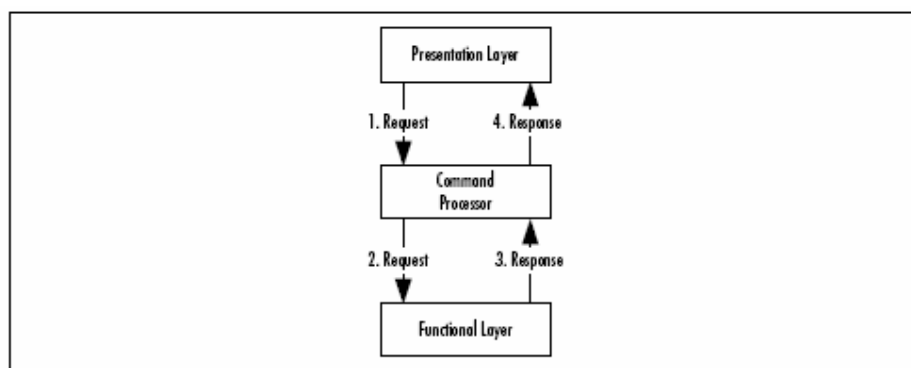 Presentation Layer
1. Request
4. Response
Command
Processor
2. Request
3. Response
Functional Layer